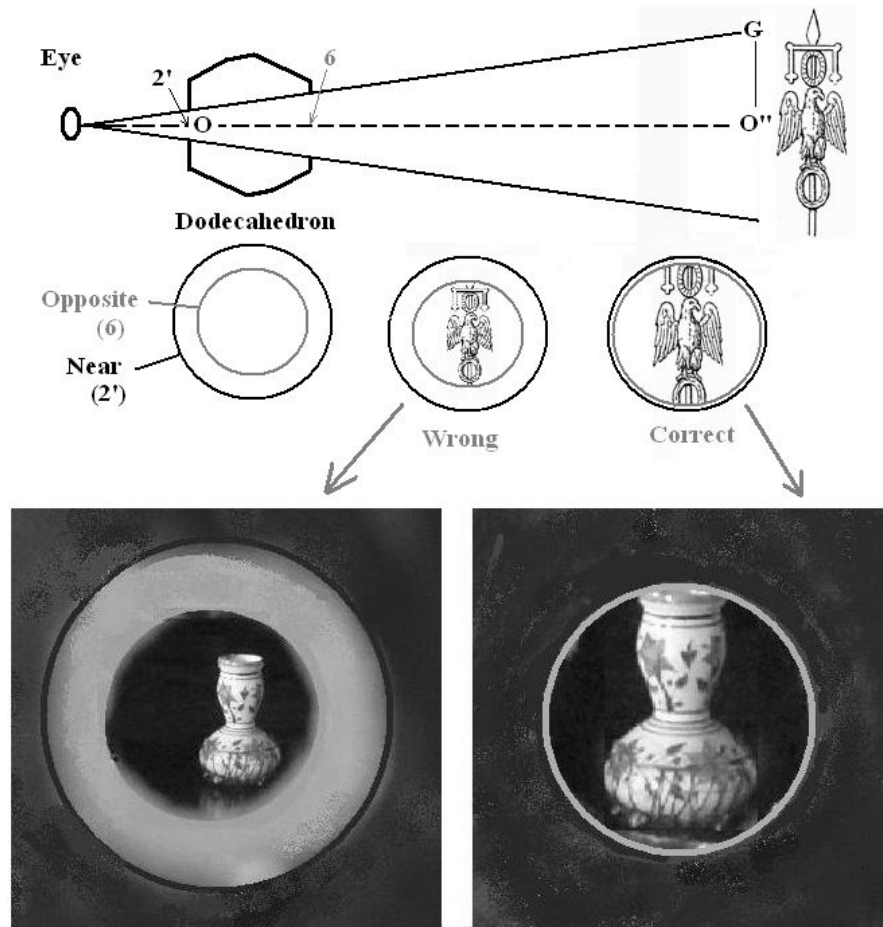 G
Eye
6
2'
O
O"
Dodecahedron
Opposite
(6)
Near
(2')
Wrong
Correct